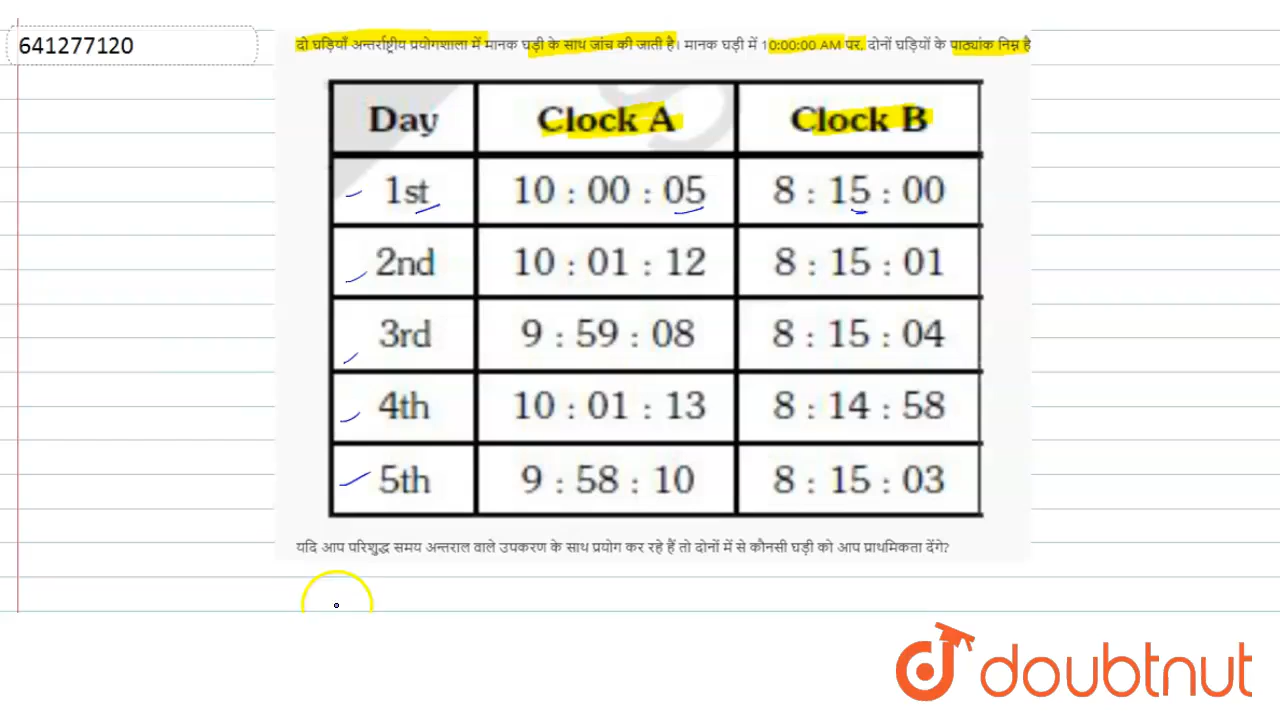 641277120
दो घड़ियाँ अन्तर्राष्ट्रीय प्रयोगशाला में मानक घड़ी के साथ जांच की जाती है। मानक घड़ी में 10:00:00 AM पर, दोनों घड़ियों के पाठ्यांक निम्न है
Day Clock A Clock B
1st 10 : 00 : 05 8 : 15 : 00
2nd 10 : 01 : 12 8 : 15 : 01
3rd 9 : 59 : 08 8 : 15 : 04
4th 10 : 01 : 13 8 : 14 : 58
5th 9 : 58 : 10 8 : 15 : 03
यदि आप परिशुद्ध समय अन्तराल वाले उपकरण के साथ प्रयोग कर रहे हैं तो दोनों में से कौनसी घड़ी को आप प्राथमिकता देंगे?
doubtnut